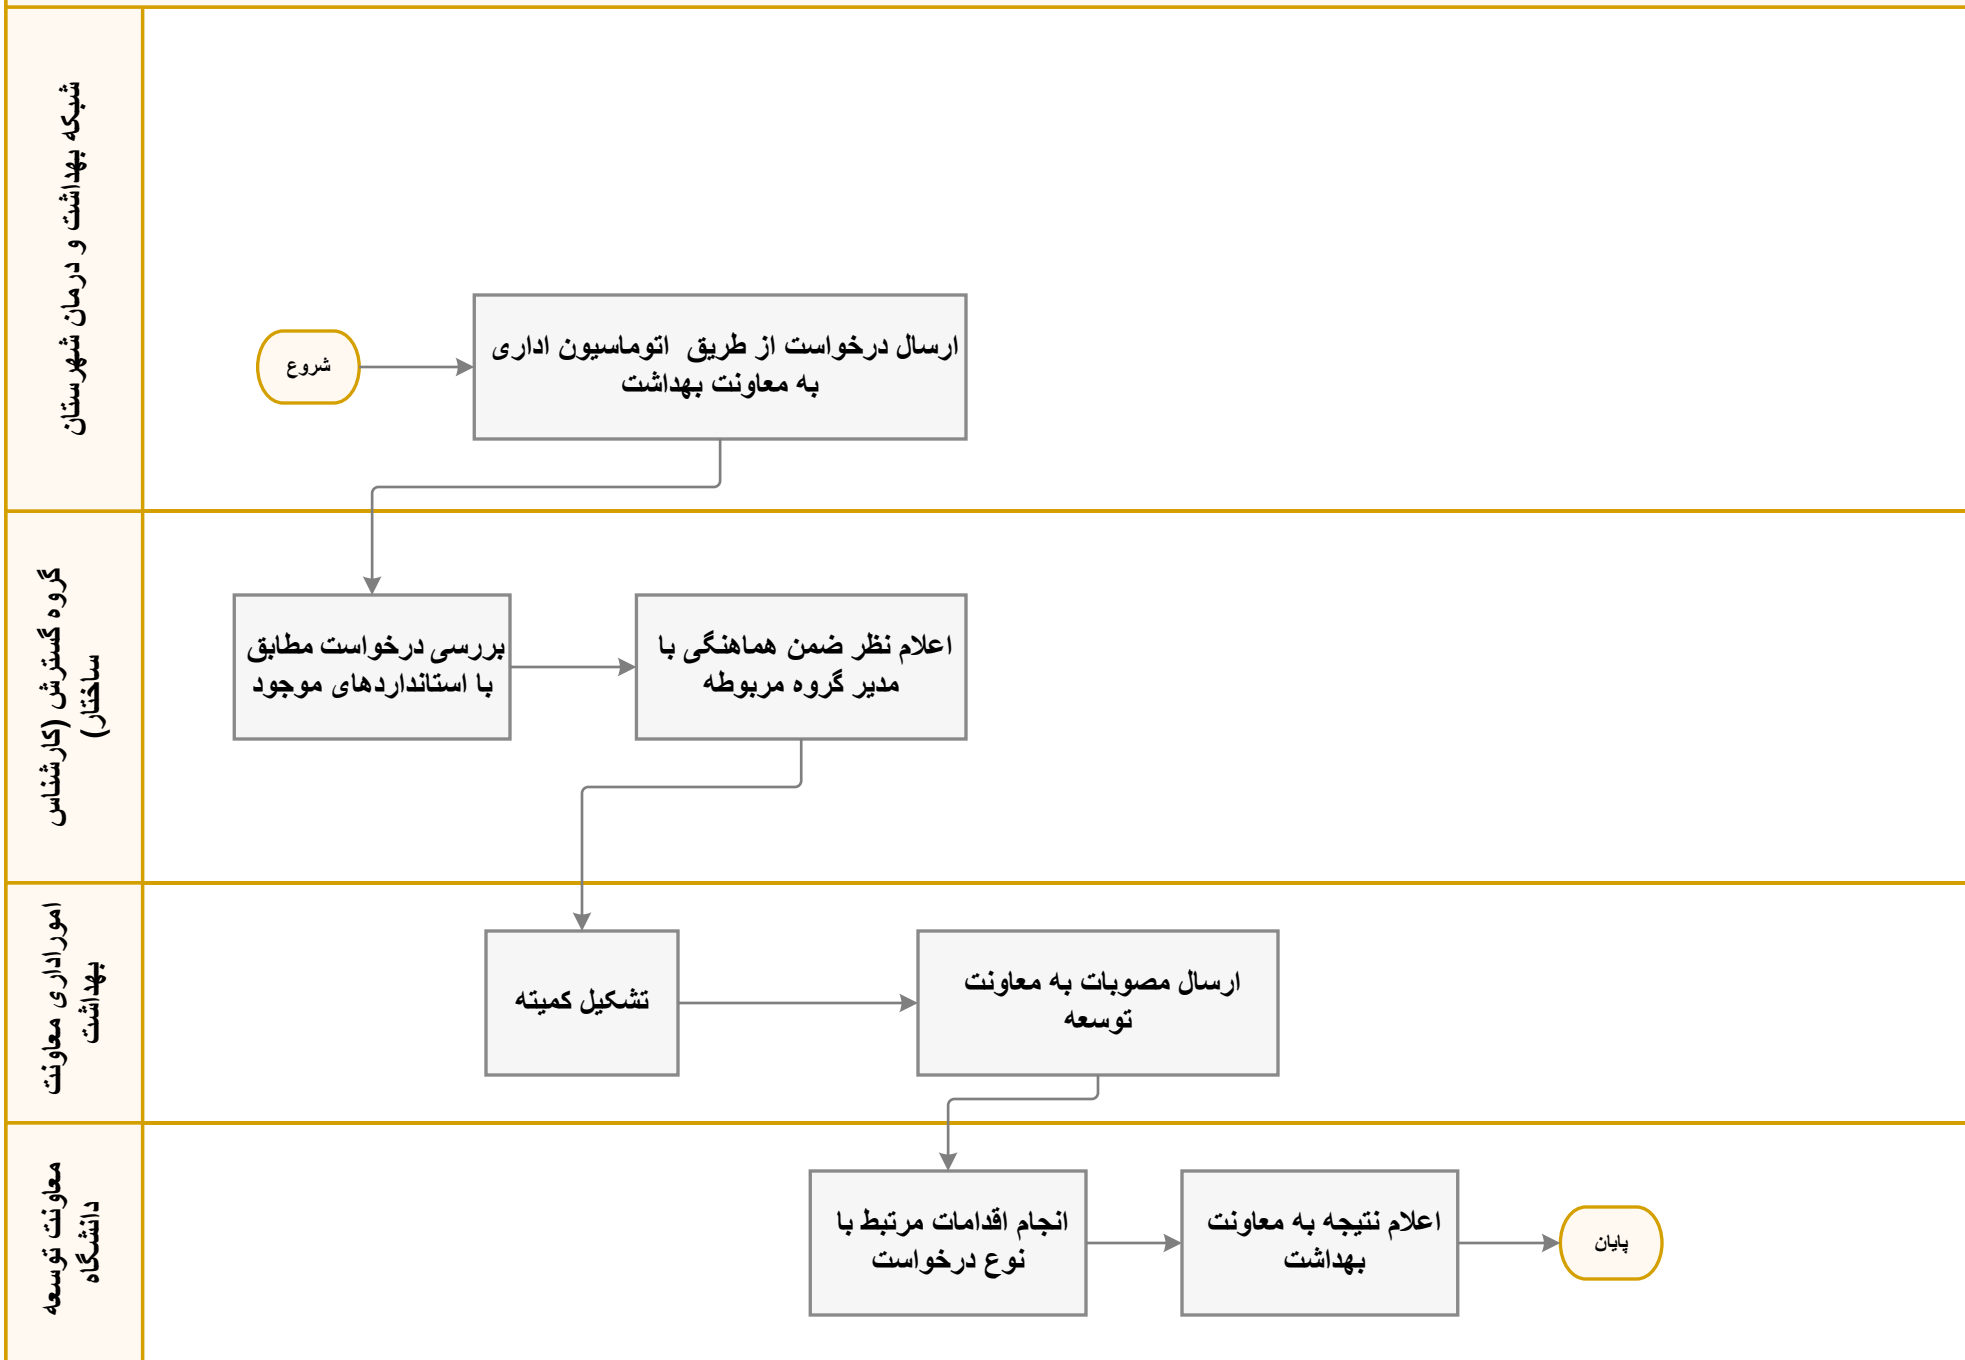 شبکه بهداشت و درمان شهرستان
شروع
ارسال درخواست از طریق اتوماسیون اداری
به معاونت بهداشت
گروه گسترش (کارشناس
ساختار)
بررسی درخواست مطابق
با استانداردهای موجود
اعلام نظر ضمن هماهنگی با
مدیر گروه مربوطه
امور اداری معاونت
بهداشت
تشکیل کمیته
ارسال مصوبات به معاونت
توسعه
معاونت توسعه
دانشگاه
انجام اقدامات مرتبط با
نوع درخواست
اعلام نتیجه به معاونت
بهداشت
پایان